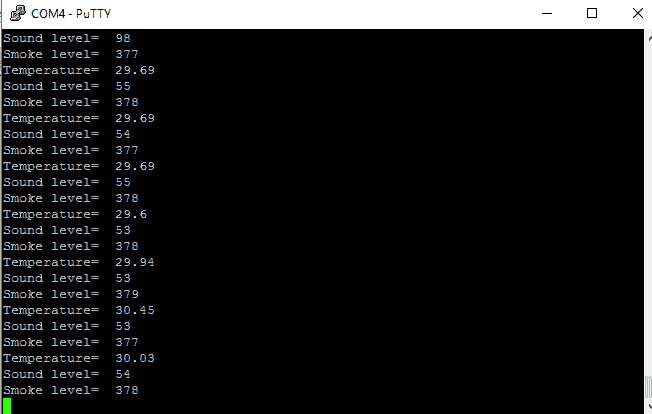 COM4 - PuTTY
Sound level=  98
Smoke level=  377
Temperature=  29.69
Sound level=  55
Smoke level=  378
Temperature=  29.69
Sound level=  54
Smoke level=  377
Temperature=  29.69
Sound level=  55
Smoke level=  378
Temperature=  29.6
Sound level=  53
Smoke level=  378
Temperature=  29.94
Sound level=  53
Smoke level=  379
Temperature=  30.45
Sound level=  53
Smoke level=  377
Temperature=  30.03
Sound level=  54
Smoke level=  378